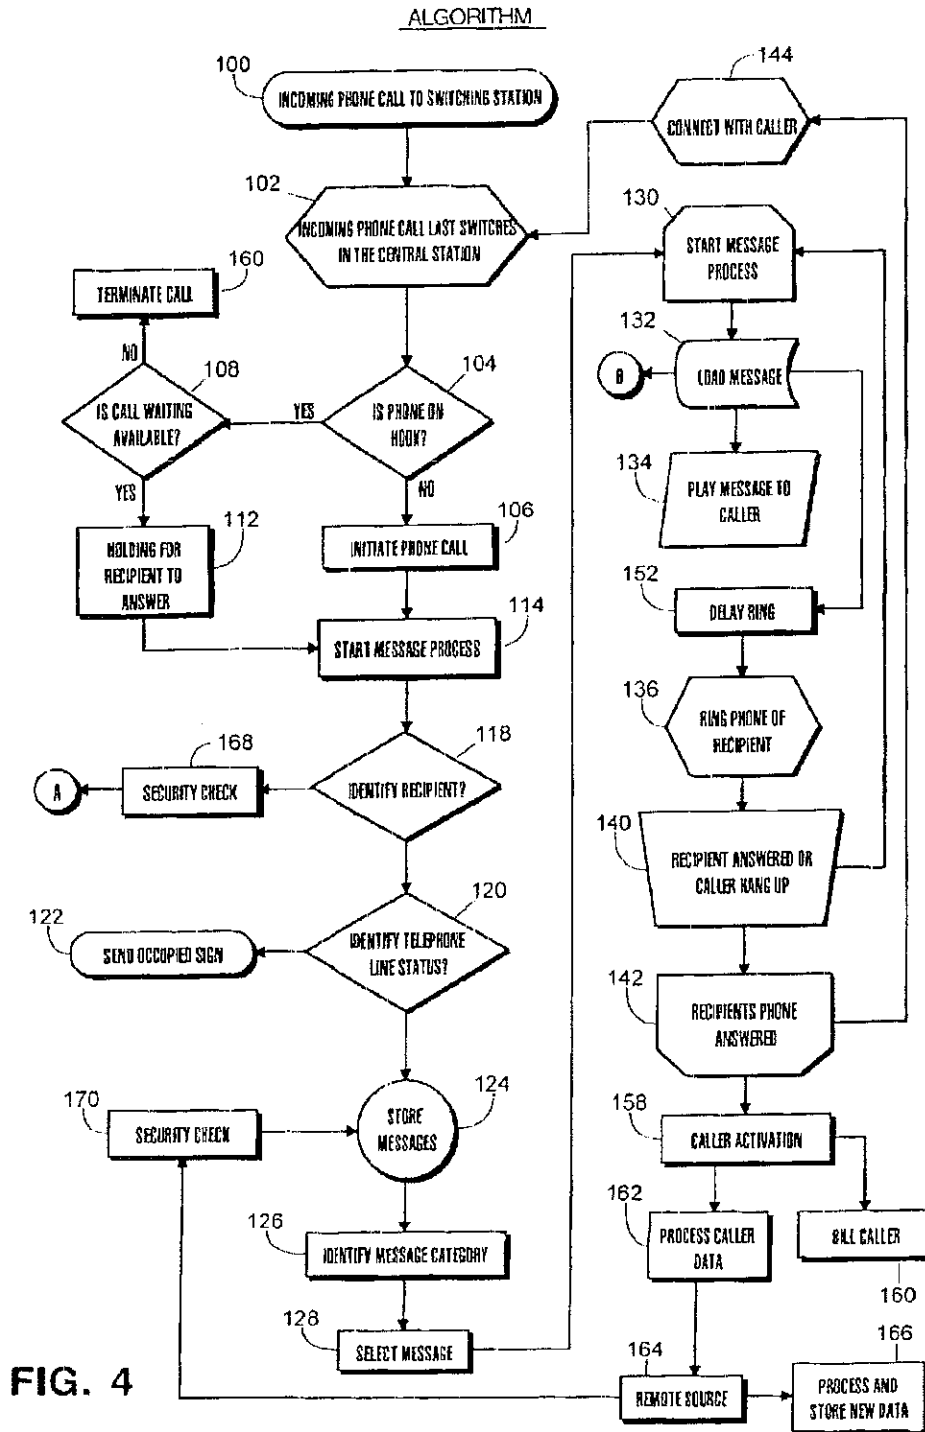 ALGORITHM
100
INCOMING PHONE CALL TO SWITCHING STATION
144
CONNECT WITH CALLER
102
INCOMING PHONE CALL LAST SWITCHES
IN THE CENTRAL STATION
130
START MESSAGE
PROCESS
160
TERMINATE CALL
NO
108
IS CALL WAITING
AVAILABLE?
YES
104
IS PHONE ON
HOOK?
132
B
LOAD MESSAGE
YES
NO
134
PLAY MESSAGE TO
CALLER
112
HOLDING FOR
RECIPIENT TO
ANSWER
106
INITIATE PHONE CALL
152
DELAY RING
114
START MESSAGE PROCESS
136
RING PHONE OF
RECIPIENT
168
A
SECURITY CHECK
118
IDENTIFY RECIPIENT?
140
RECIPIENT ANSWERED OR
CALLER HANG UP
122
SEND OCCOPIED SIGN
120
IDENTIFY TELEPHONE
LINE STATUS?
142
RECIPIENTS PHONE
ANSWERED
170
SECURITY CHECK
124
STORE
MESSAGES
158
CALLER ACTIVATION
126
IDENTIFY MESSAGE CATEGORY
162
PROCESS CALLER
DATA
BILL CALLER
160
128
SELECT MESSAGE
164
REMOTE SOURCE
166
PROCESS AND
STORE NEW DATA
FIG. 4